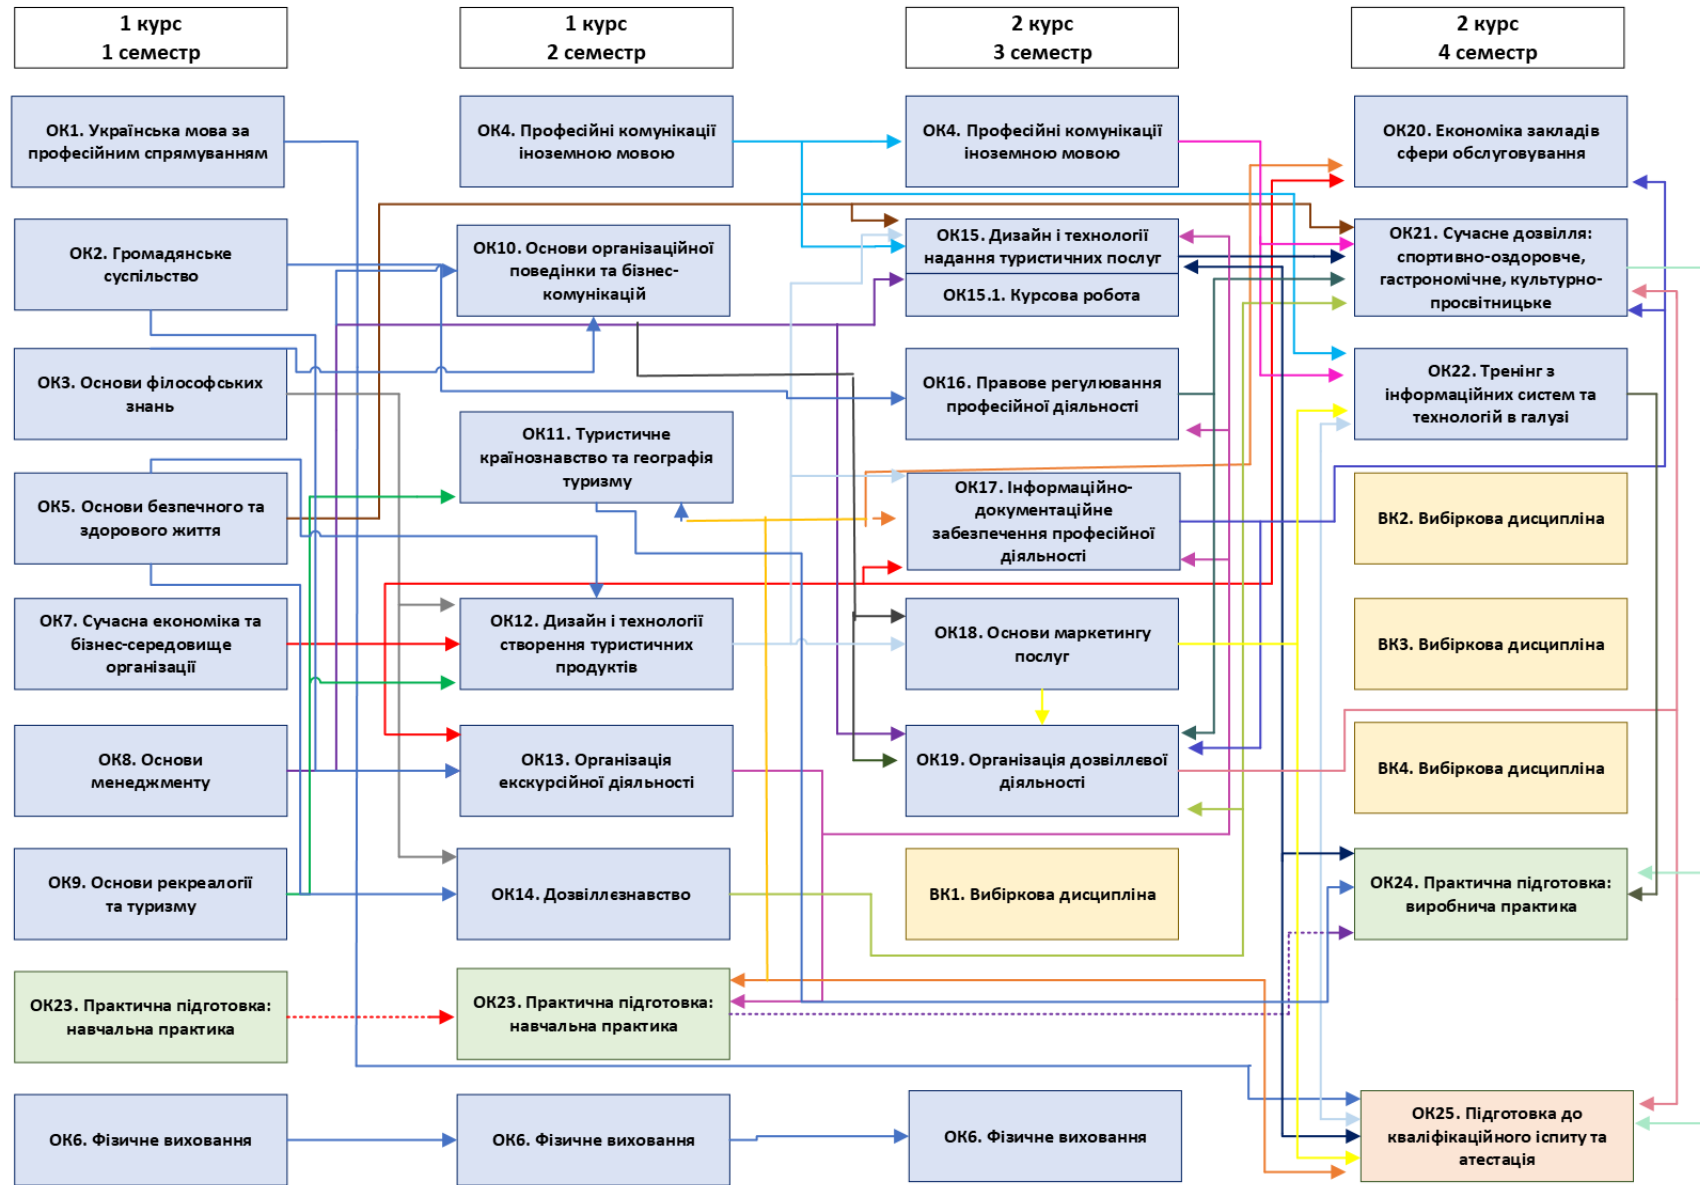 1 курс
1 семестр
ОК1. Українська мова за
професійним спрямуванням
ОК2. Громадянське
суспільство
ОК3. Основи філософських
знань
ОК5. Основи безпечного та
здорового життя
ОК7. Сучасна економіка та
бізнес-середовище
організації
ОК8. Основи
менеджменту
ОК9. Основи рекреалогії
та туризму
ОК23. Практична підготовка:
навчальна практика
ОК6. Фізичне виховання
1 курс
2 семестр
ОК4. Професійні комунікації
іноземною мовою
ОК10. Основи організаційної
поведінки та бізнес-
комунікацій
ОК11. Туристичне
країнознавство та географія
туризму
ОК12. Дизайн і технології
створення туристичних
продуктів
ОК13. Організація
екскурсійної діяльності
ОК14. Дозвіллєзнавство
ОК23. Практична підготовка:
навчальна практика
ОК6. Фізичне виховання
2 курс
3 семестр
ОК4. Професійні комунікації
іноземною мовою
ОК15. Дизайн і технології
надання туристичних послуг
ОК15.1. Курсова робота
ОК16. Правове регулювання
професійної діяльності
ОК17. Інформаційно-
документаційне
забезпечення професійної
діяльності
ОК18. Основи маркетингу
послуг
ОК19. Організація дозвіллєвої
діяльності
ВК1. Вибіркова дисципліна
ОК6. Фізичне виховання
2 курс
4 семестр
ОК20. Економіка закладів
сфери обслуговування
ОК21. Сучасне дозвілля:
спортивно-оздоровче,
гастрономічне, культурно-
просвітницьке
ОК22. Тренінг з
інформаційних систем та
технологій в галузі
ВК2. Вибіркова дисципліна
ВК3. Вибіркова дисципліна
ВК4. Вибіркова дисципліна
ОК24. Практична підготовка:
виробнича практика
ОК25. Підготовка до
кваліфікаційного іспиту та
атестація